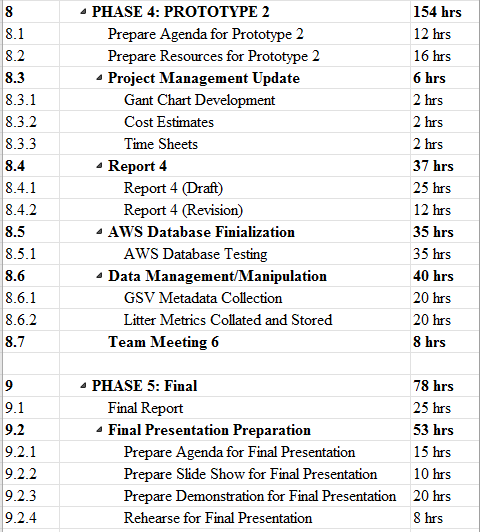 8 PHASE 4: PROTOTYPE 2 154 hrs
8.1 Prepare Agenda for Prototype 2 12 hrs
8.2 Prepare Resources for Prototype 2 16 hrs
8.3 Project Management Update 6 hrs
8.3.1 Gant Chart Development 2 hrs
8.3.2 Cost Estimates 2 hrs
8.3.3 Time Sheets 2 hrs
8.4 Report 4 37 hrs
8.4.1 Report 4 (Draft) 25 hrs
8.4.2 Report 4 (Revision) 12 hrs
8.5 AWS Database Finialization 35 hrs
8.5.1 AWS Database Testing 35 hrs
8.6 Data Management/Manipulation 40 hrs
8.6.1 GSV Metadata Collection 20 hrs
8.6.2 Litter Metrics Collated and Stored 20 hrs
8.7 Team Meeting 6 8 hrs
9 PHASE 5: Final 78 hrs
9.1 Final Report 25 hrs
9.2 Final Presentation Preparation 53 hrs
9.2.1 Prepare Agenda for Final Presentation 15 hrs
9.2.2 Prepare Slide Show for Final Presentation 10 hrs
9.2.3 Prepare Demonstration for Final Presentation 20 hrs
9.2.4 Rehearse for Final Presentation 8 hrs